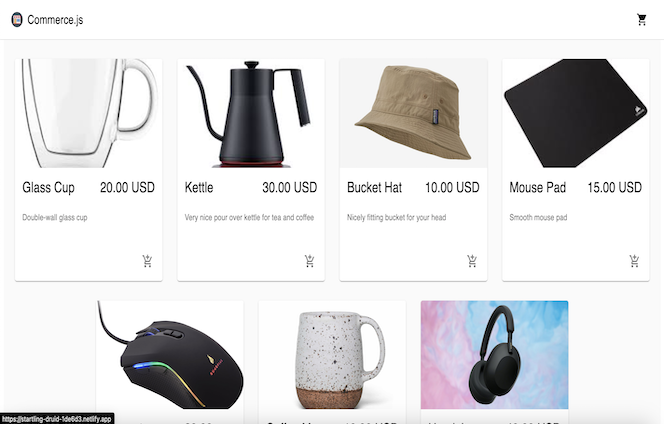 Commerce.js
Glass Cup 20.00 USD
Double-wall glass cup
Kettle 30.00 USD
Very nice pour over kettle for tea and coffee
Bucket Hat 10.00 USD
Nicely fitting bucket for your head
Mouse Pad 15.00 USD
Smooth mouse pad
https://startling-druid-1de6d3.netlify.app